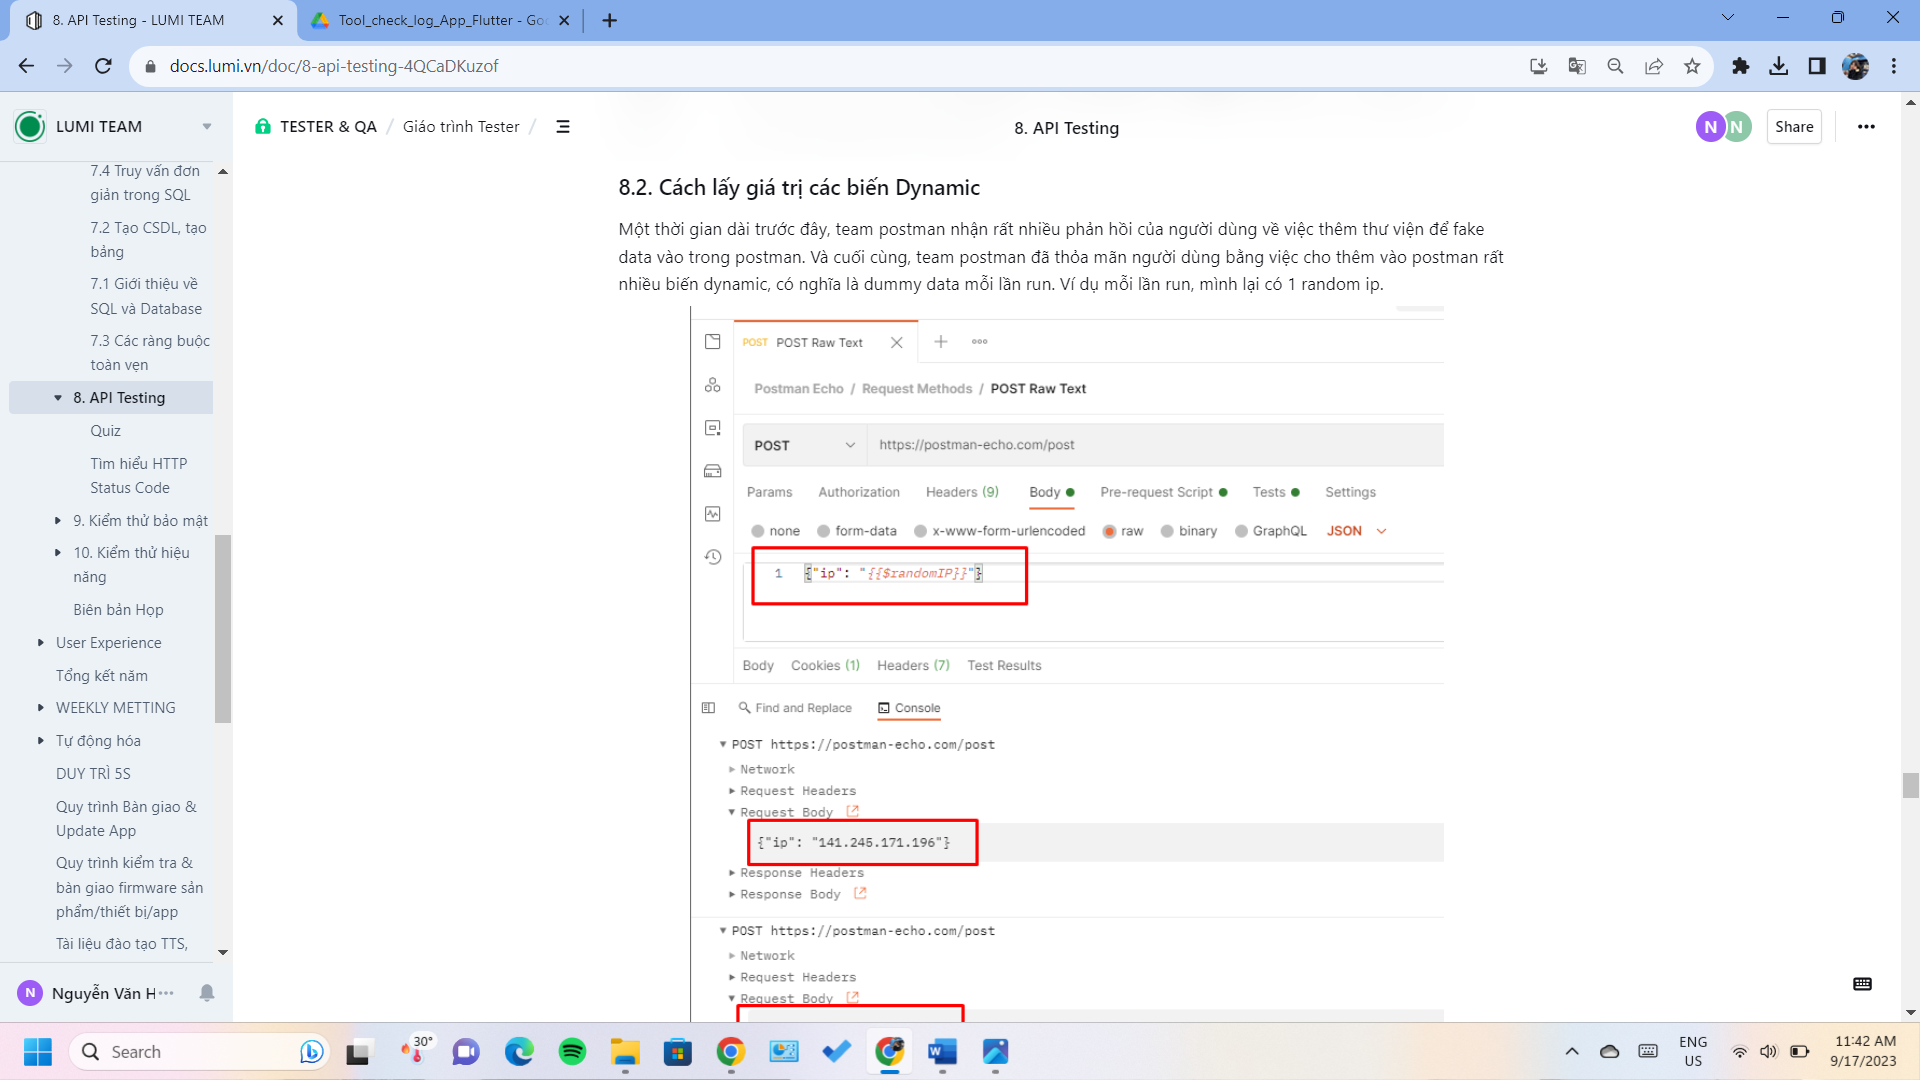 8. API Testing - LUMI TEAM
Tool_check_log_App_Flutter - Goo
docs.lumi.vn/doc/8-api-testing-4QCaDKuzof
LUMI TEAM
TESTER & QA / Giáo trình Tester /
8. API Testing
N N
Share
7.4 Truy vấn đơn
giản trong SQL
7.2 Tạo CSDL, tạo
bảng
7.1 Giới thiệu về
SQL và Database
7.3 Các ràng buộc
toàn vẹn
8. API Testing
Quiz
Tìm hiểu HTTP
Status Code
9. Kiểm thử bảo mật
10. Kiểm thử hiệu
năng
Biên bản Họp
User Experience
Tổng kết năm
WEEKLY METTING
Tự động hóa
DUY TRÌ 5S
Quy trình Bàn giao &
Update App
Quy trình kiểm tra &
bàn giao firmware sản
phẩm/thiết bị/app
Tài liệu đào tạo TTS,
N Nguyễn Văn H
8.2. Cách lấy giá trị các biến Dynamic
Một thời gian dài trước đây, team postman nhận rất nhiều phản hồi của người dùng về việc thêm thư viện để fake
data vào trong postman. Và cuối cùng, team postman đã thỏa mãn người dùng bằng việc cho thêm vào postman rất
nhiều biến dynamic, có nghĩa là dummy data mỗi lần run. Ví dụ mỗi lần run, mình lại có 1 random ip.
POST POST Raw Text
Postman Echo / Request Methods / POST Raw Text
POST https://postman-echo.com/post
Params Authorization Headers (9) Body Pre-request Script Tests Settings
none form-data x-www-form-urlencoded raw binary GraphQL JSON
1 {"ip": "{{$randomIP}}"}
Body Cookies (1) Headers (7) Test Results
Find and Replace Console
POST https://postman-echo.com/post
Network
Request Headers
Request Body
{"ip": "141.245.171.196"}
Response Headers
Response Body
POST https://postman-echo.com/post
Network
Request Headers
Request Body
Search
30°
ENG
US
11:42 AM
9/17/2023